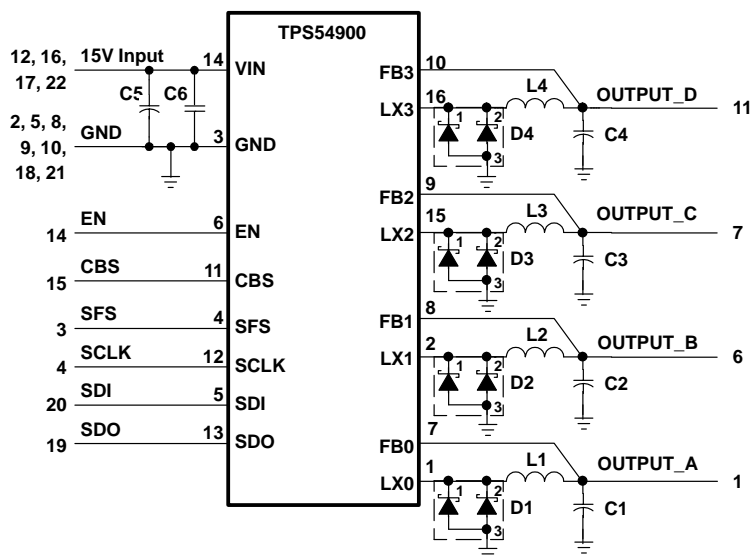 TPS54900
12, 16,
17, 22
15V Input
14
VIN
C5
C6
2, 5, 8,
9, 10,
18, 21
GND
3
GND
14
EN
6
EN
15
CBS
11
CBS
3
SFS
4
SFS
4
SCLK
12
SCLK
20
SDI
5
SDI
19
SDO
13
SDO
FB3
10
LX3
16
1
2
3
D4
L4
OUTPUT_D
11
C4
FB2
9
LX2
15
1
2
3
D3
L3
OUTPUT_C
7
C3
FB1
8
LX1
2
1
2
3
D2
L2
OUTPUT_B
6
C2
FB0
7
LX0
1
1
2
3
D1
L1
OUTPUT_A
1
C1